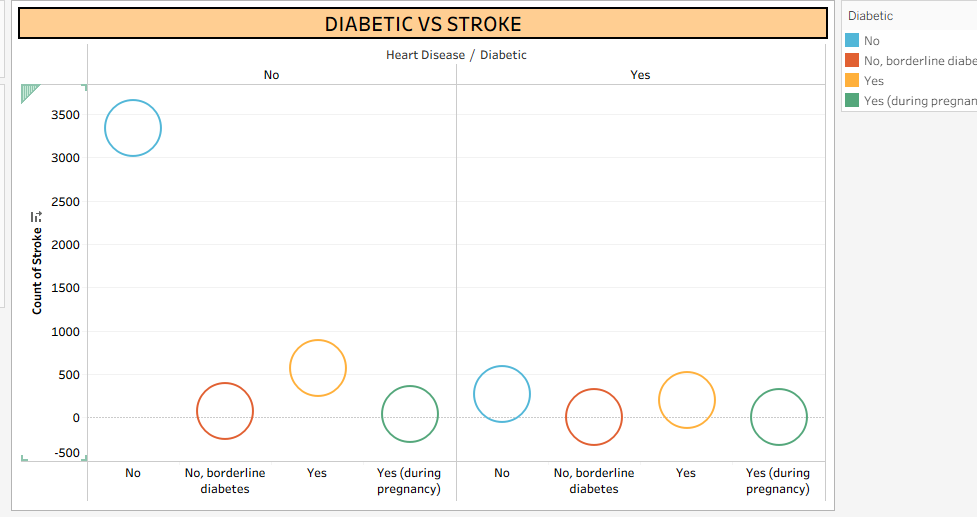 DIABETIC VS STROKE
Heart Disease / Diabetic
No
Yes
3500
3000
2500
2000
1500
1000
500
0
-500
Count of Stroke
No
No, borderline
diabetes
Yes
Yes (during
pregnancy)
No
No, borderline
diabetes
Yes
Yes (during
pregnancy)
Diabetic
No
No, borderline diabe
Yes
Yes (during pregnan